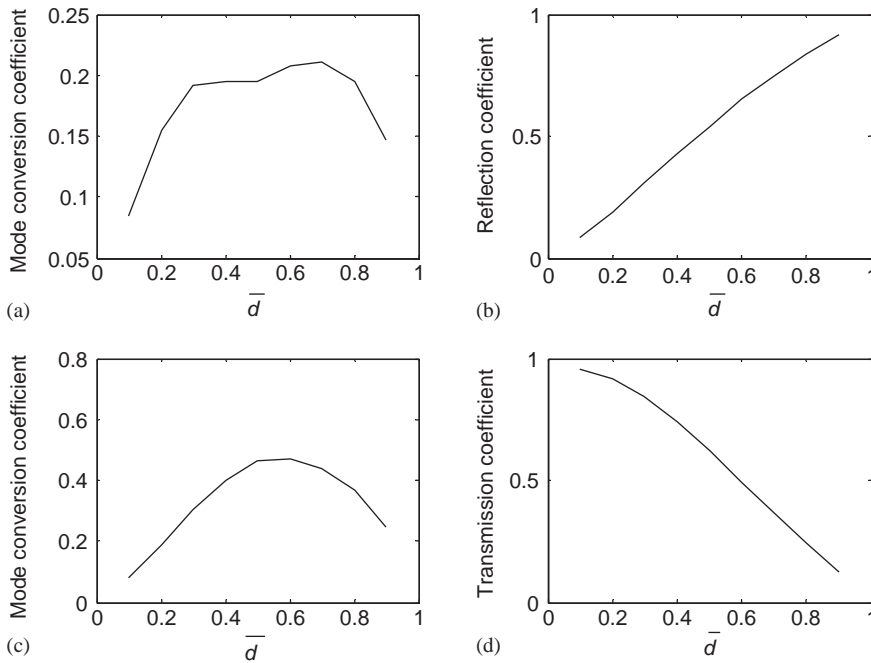 0.25
0.2
0.15
0.1
0.05
0 0.2 0.4 0.6 0.8 1
Mode conversion coefficient
d̅
(a)
1
0.5
0
0 0.2 0.4 0.6 0.8 1
Reflection coefficient
d̅
(b)
0.8
0.6
0.4
0.2
0
0 0.2 0.4 0.6 0.8 1
Mode conversion coefficient
d̅
(c)
1
0.5
0
0 0.2 0.4 0.6 0.8 1
Transmission coefficient
d̅
(d)